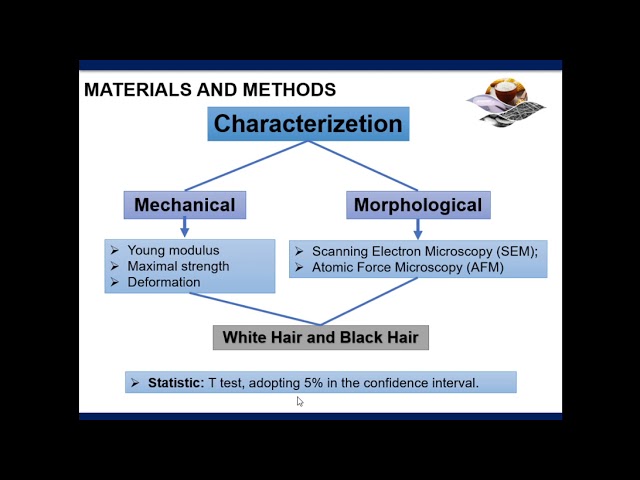 MATERIALS AND METHODS
Characterizetion
Mechanical
Morphological
➢ Young modulus
➢ Maximal strength
➢ Deformation
➢ Scanning Electron Microscopy (SEM);
➢ Atomic Force Microscopy (AFM)
White Hair and Black Hair
➢ Statistic: T test, adopting 5% in the confidence interval.